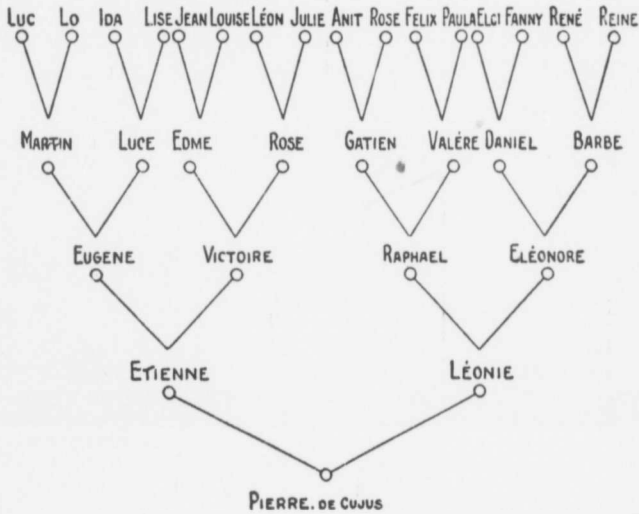 LUC LO IDA LISE JEAN LOUISE LÉON JULIE ANIT ROSE FELIX PAULA ELCI FANNY RENÉ REINE
MARTIN LUCE EDME ROSE GATIEN VALÈRE DANIEL BARBE
EUGENE VICTOIRE RAPHAEL ELÉONORE
ETIENNE LÉONIE
PIERRE. DE CUJUS